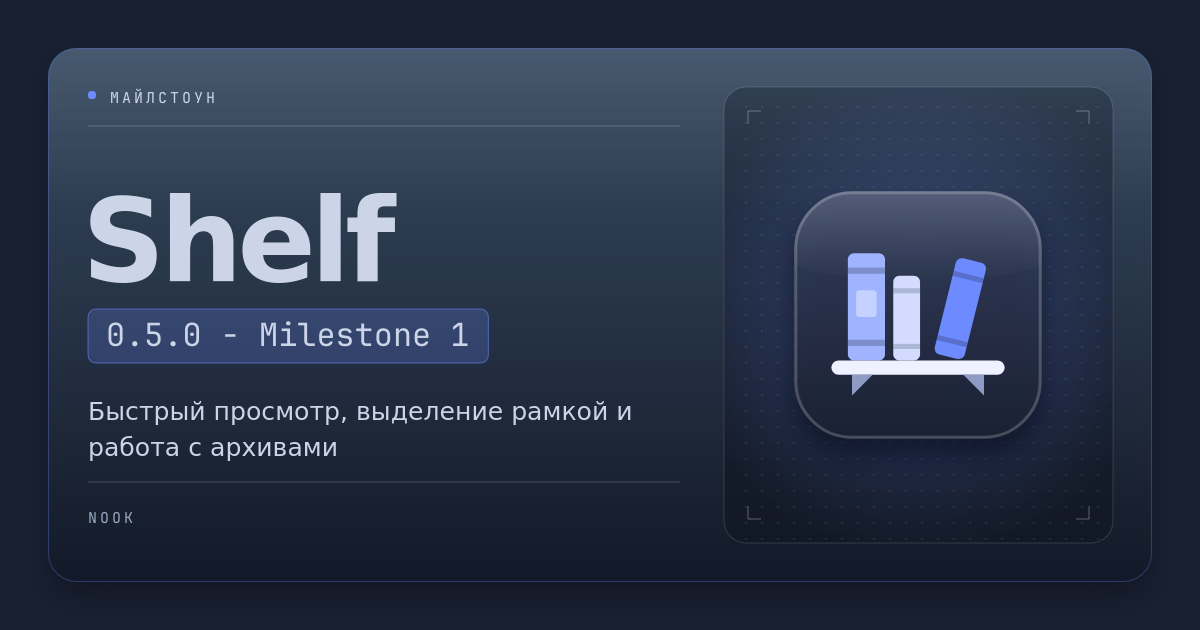 МАЙЛСТОУН
Shelf
0.5.0 - Milestone 1
Быстрый просмотр, выделение рамкой и
работа с архивами
NOOK